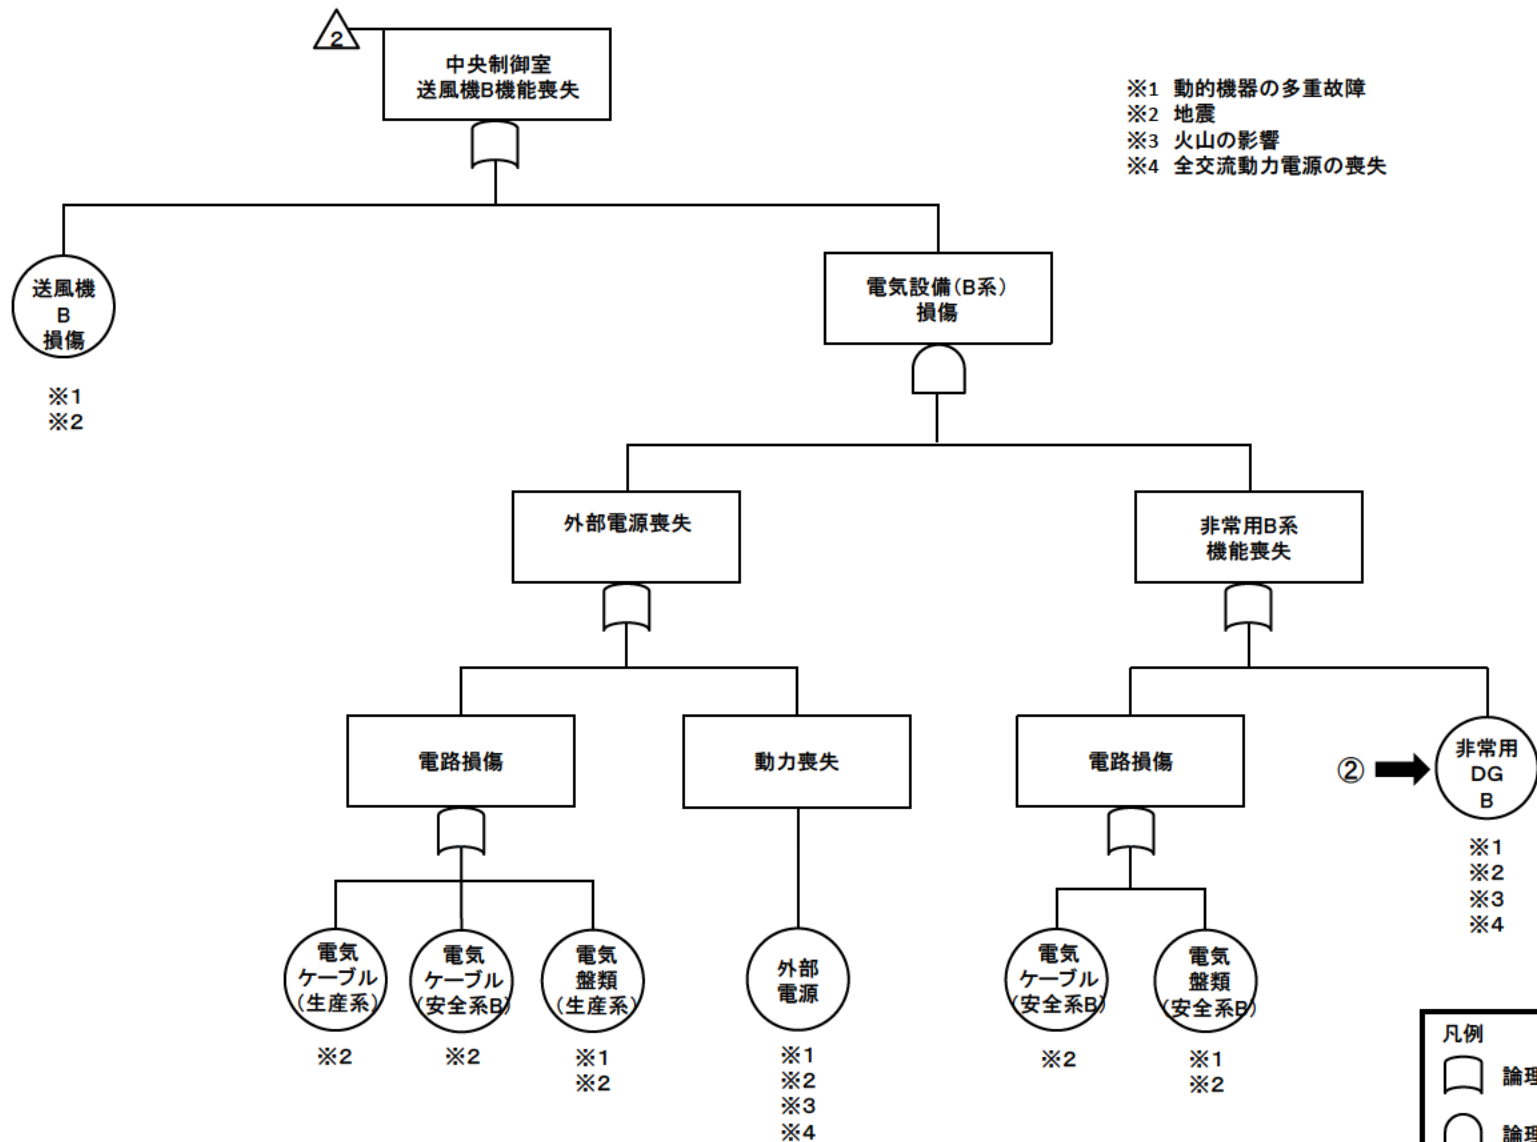 2
中央制御室
送風機B機能喪失
※1 動的機器の多重故障
※2 地震
※3 火山の影響
※4 全交流動力電源の喪失
送風機
B
損傷
※1
※2
電気設備(B系)
損傷
外部電源喪失
非常用B系
機能喪失
電路損傷
動力喪失
電路損傷
②
非常用
DG
B
※1
※2
※3
※4
電気
ケーブル
(生産系)
※2
電気
ケーブル
(安全系B)
※2
電気
盤類
(生産系)
※1
※2
外部
電源
※1
※2
※3
※4
電気
ケーブル
(安全系B)
※2
電気
盤類
(安全系B)
※1
※2
凡例
論理
論理